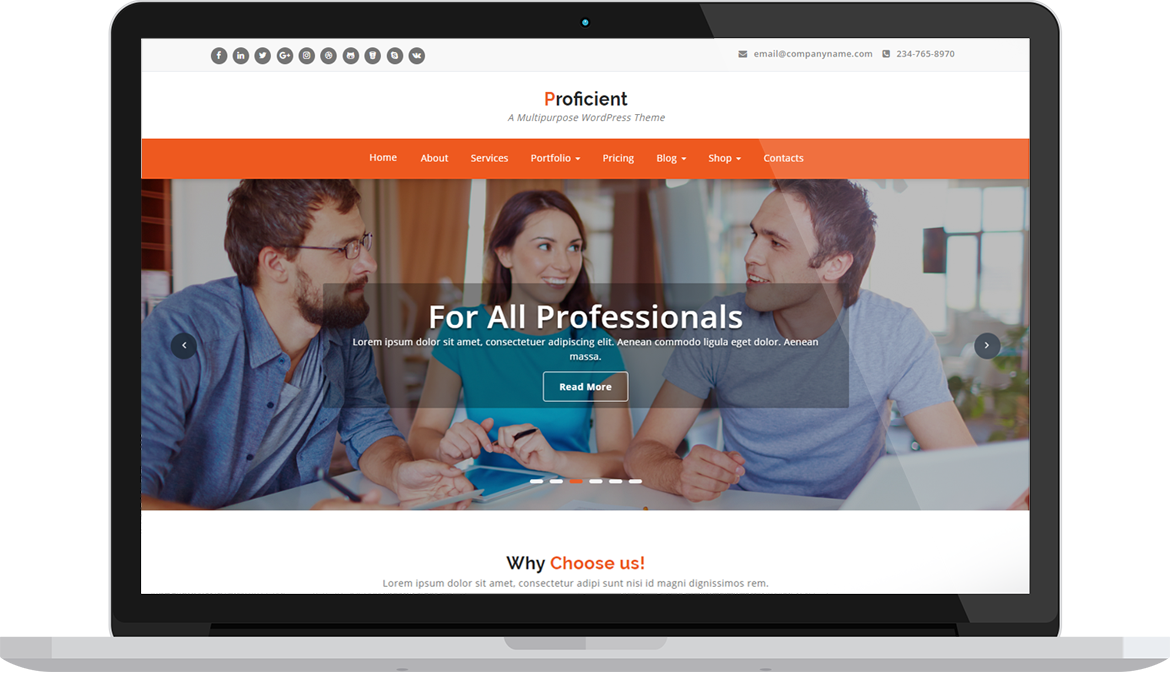 email@companyname.com 234-765-8970
Proficient
A Multipurpose WordPress Theme
Home About Services Portfolio Pricing Blog Shop Contacts
For All Professionals
Lorem ipsum dolor sit amet, consectetuer adipiscing elit. Aenean commodo ligula eget dolor. Aenean
massa.
Read More
Why Choose us!
Lorem ipsum dolor sit amet, consectetur adipi sunt nisi id magni dignissimos rem.